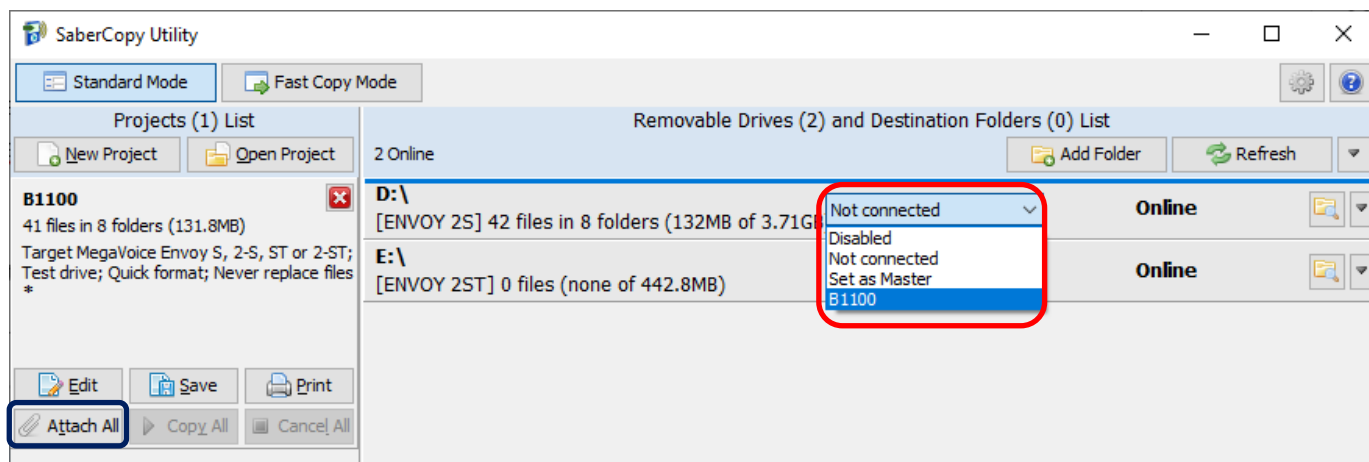 SaberCopy Utility
Standard Mode
Fast Copy Mode
Projects (1) List
Removable Drives (2) and Destination Folders (0) List
New Project
Open Project
2 Online
Add Folder
Refresh
B1100
41 files in 8 folders (131.8MB)
Target MegaVoice Envoy S, 2-S, ST or 2-ST;
Test drive; Quick format; Never replace files
*
D:\
[ENVOY 2S] 42 files in 8 folders (132MB of 3.71GB
Not connected
Online
Disabled
Not connected
Set as Master
B1100
E:\
[ENVOY 2ST] 0 files (none of 442.8MB)
Online
Edit
Save
Print
Attach All
Copy All
Cancel All